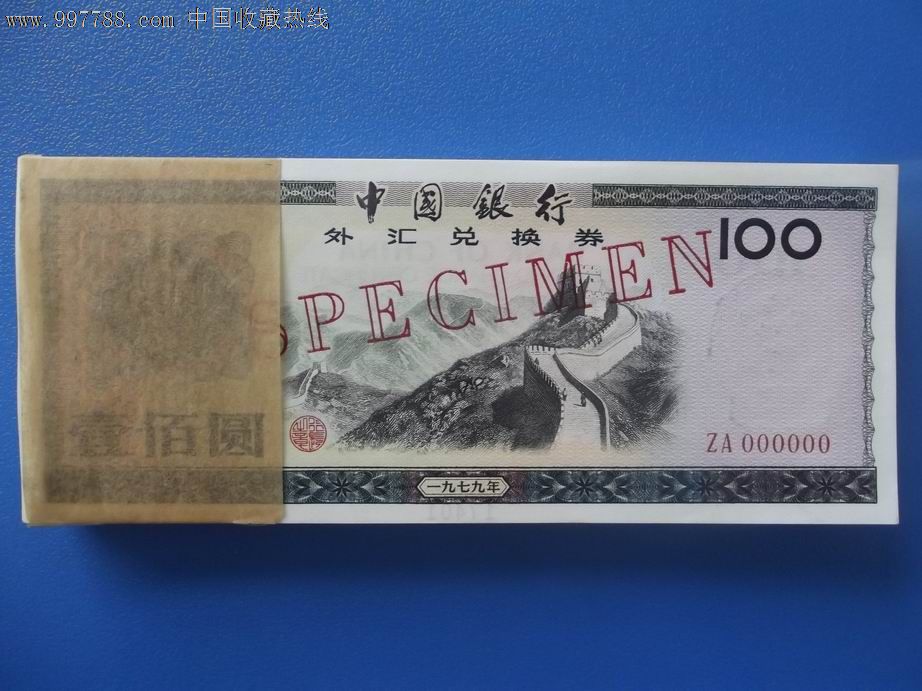 www.997788.com 中国收藏热线
中國銀行
外汇兑换券
100
SPECIMEN
壹佰圆
ZA 000000
一九七九年